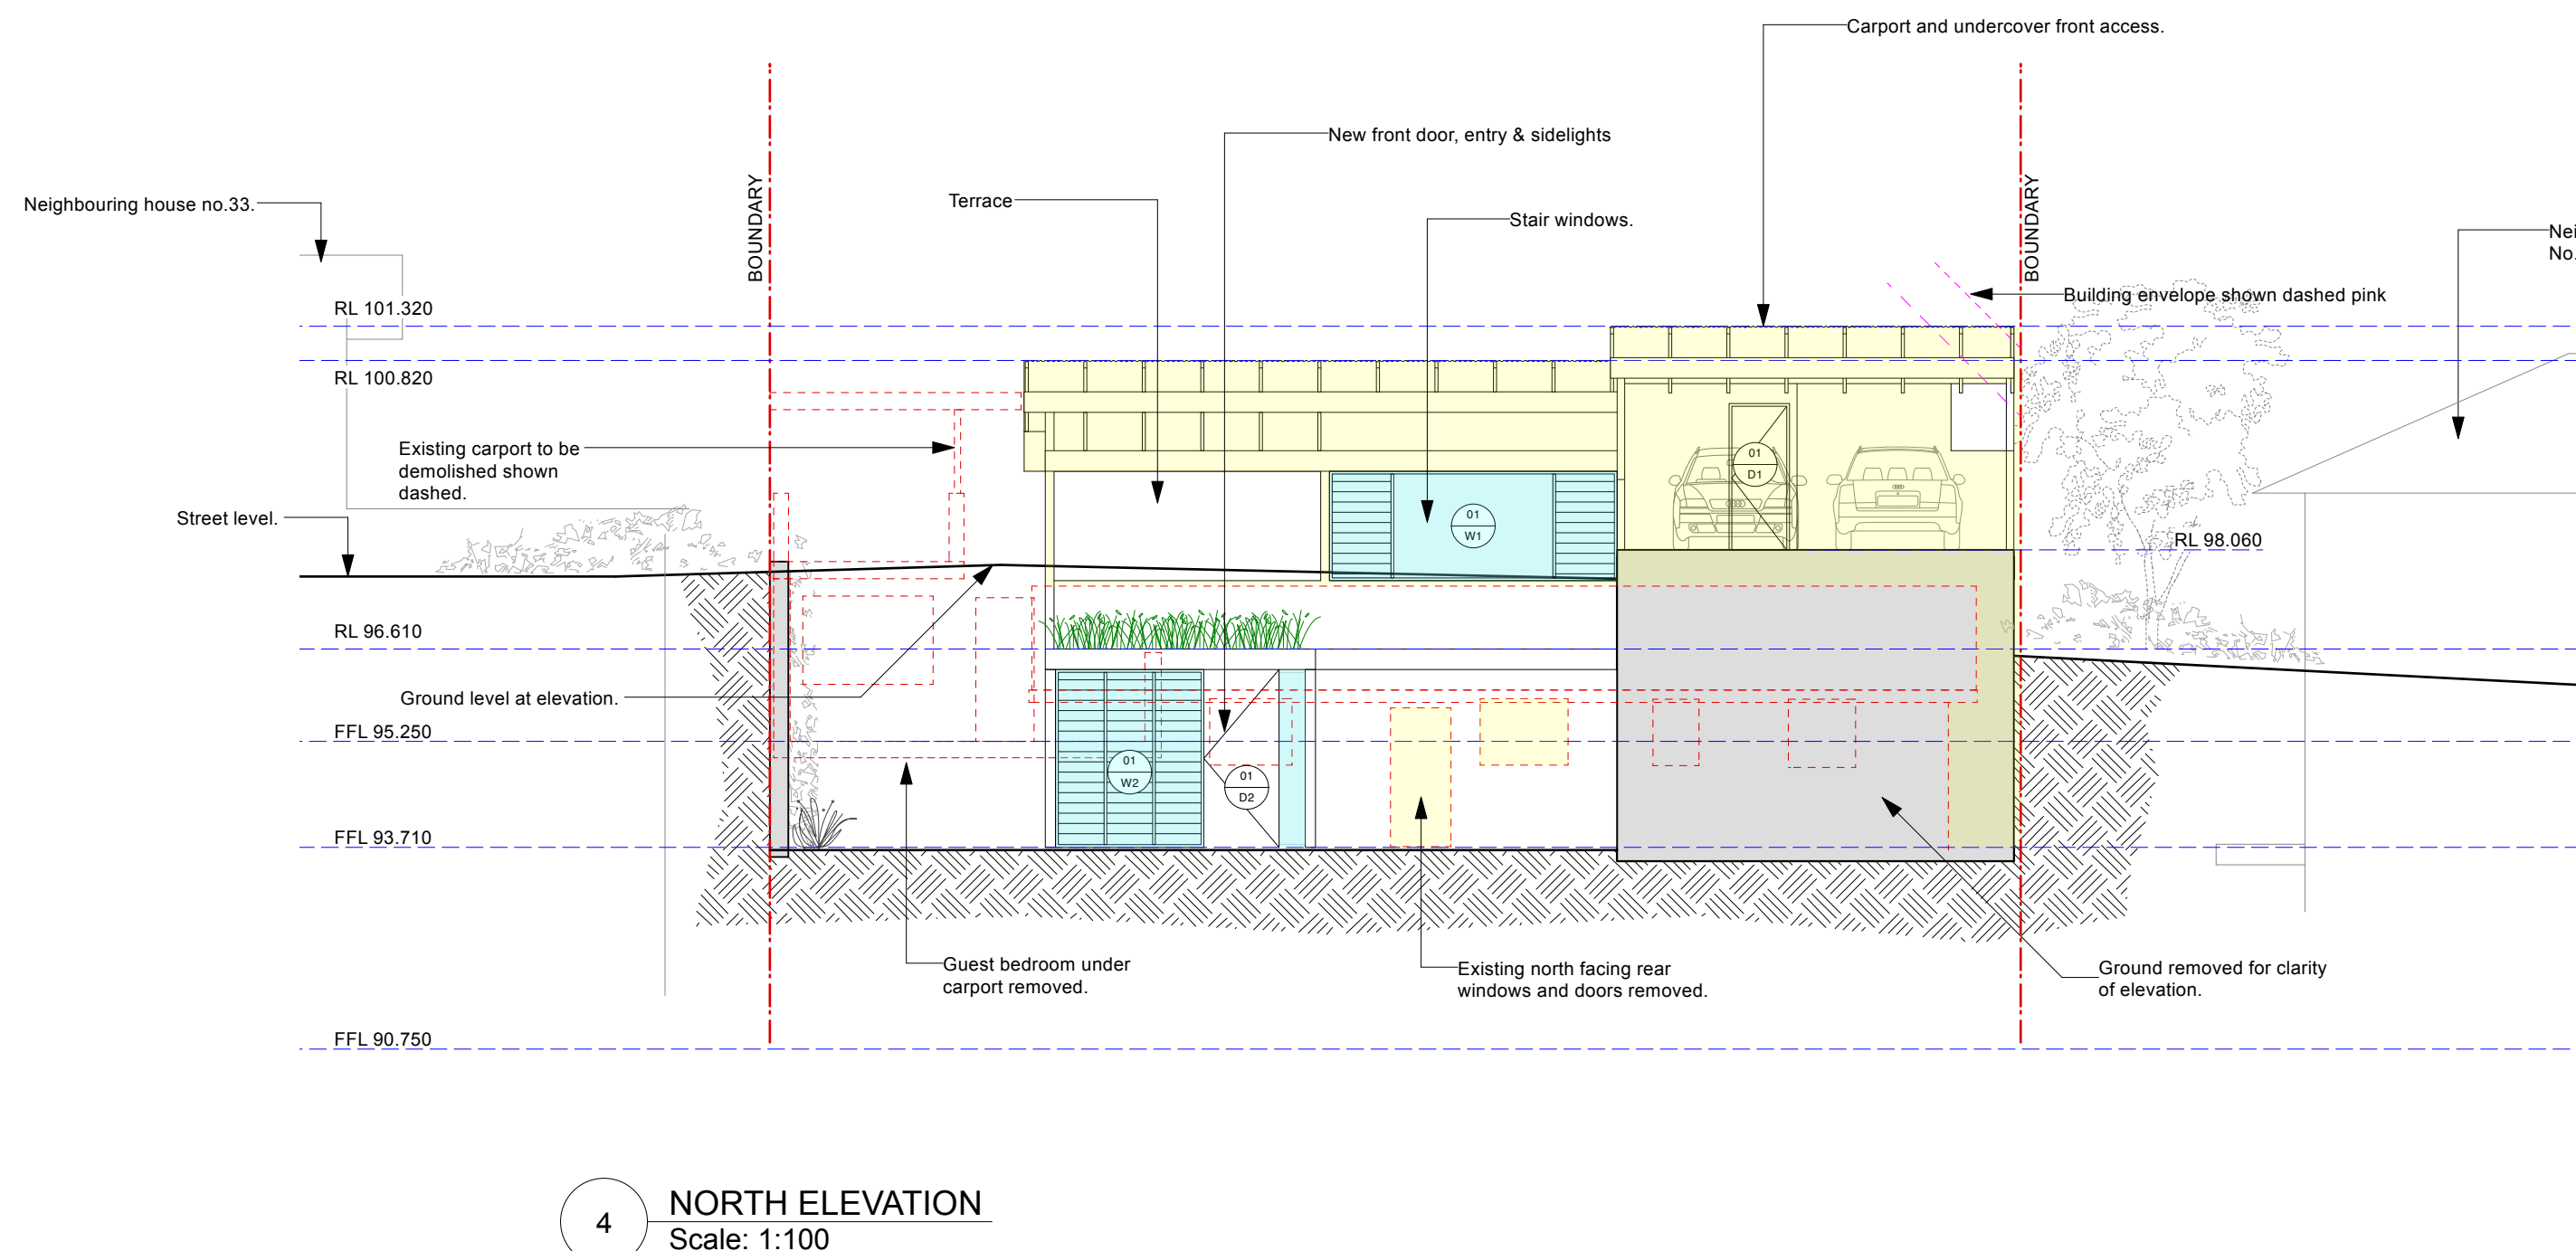 Carport and undercover front access.
New front door, entry & sidelights
BOUNDARY
BOUNDARY
Neighbouring house no.33.
Terrace
Stair windows.
No.
Building envelope shown dashed pink
RL 101.320
RL 100.820
Existing carport to be
demolished shown
dashed.
01
D1
Street level.
01
W1
RL 98.060
RL 96.610
Ground level at elevation.
FFL 95.250
01
W2
01
D2
FFL 93.710
Guest bedroom under
carport removed.
Existing north facing rear
windows and doors removed.
Ground removed for clarity
of elevation.
FFL 90.750
4
NORTH ELEVATION
Scale: 1:100